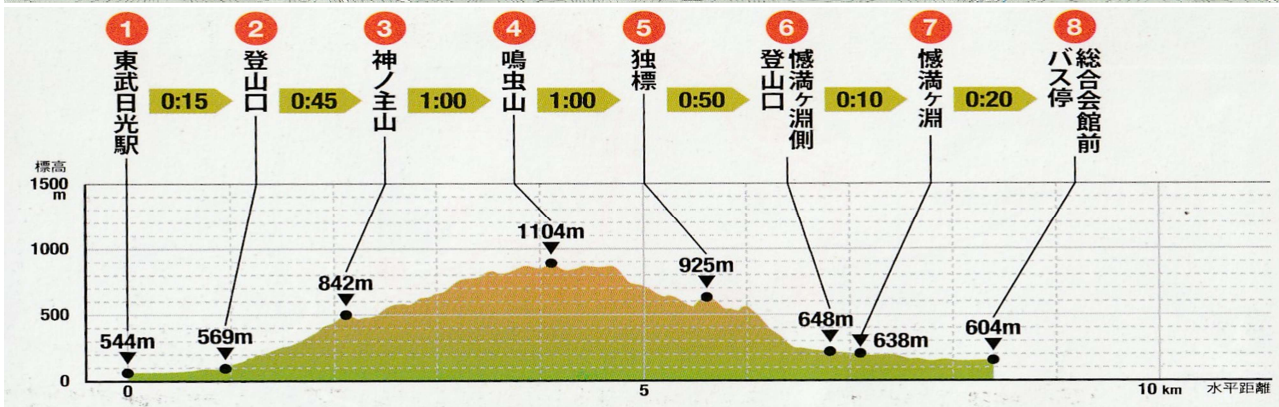 1 2 3 4 5 6 7 8
東武日光駅
0:15
登山口
0:45
神ノ主山
1:00
鳴虫山
1:00
独標
0:50
憾満ヶ淵側
登山口
0:10
憾満ヶ淵
0:20
総合会館前
バス停
標高
1500
m
1000
500
0
544m
569m
842m
1104m
925m
648m
638m
604m
0 5 10 km 水平距離